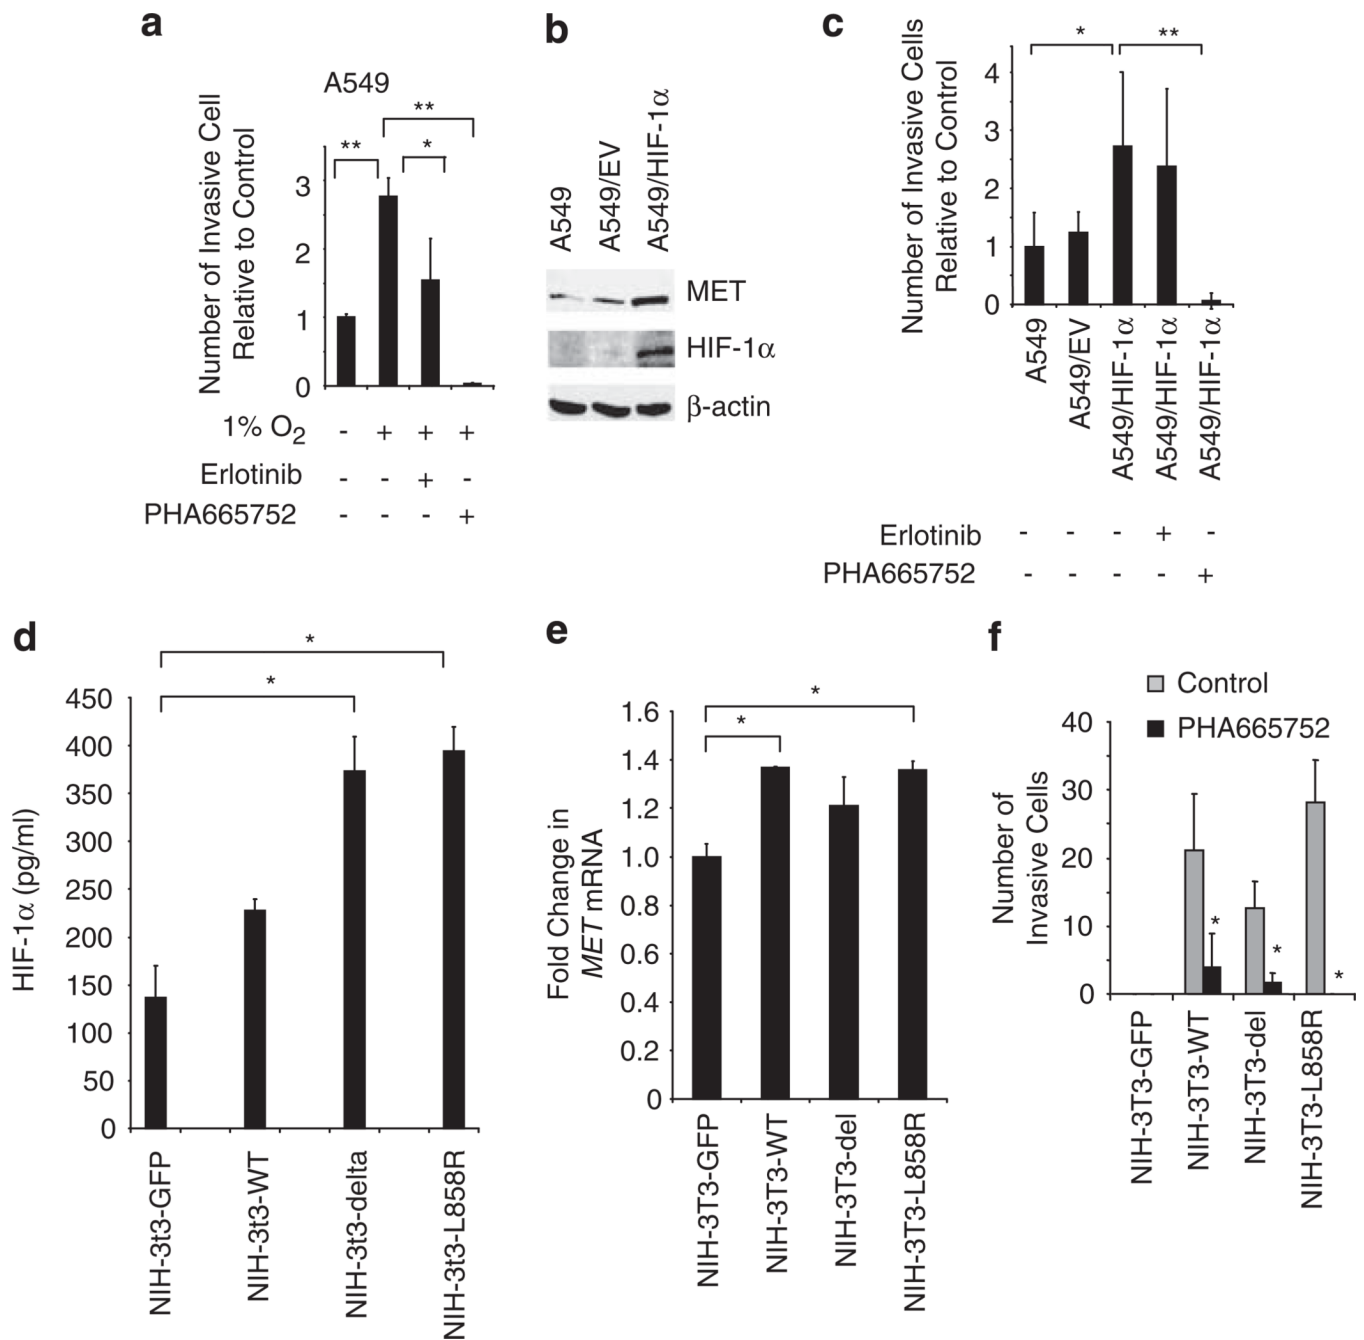 a
A549
**
**
*
Number of Invasive Cell
Relative to Control
3
2
1
0
1% O2 - + + +
Erlotinib - - + -
PHA665752 - - - +
b
A549
A549/EV
A549/HIF-1α
MET
HIF-1α
β-actin
c
*
**
Number of Invasive Cells
Relative to Control
4
3
2
1
0
A549
A549/EV
A549/HIF-1α
A549/HIF-1α
A549/HIF-1α
Erlotinib - - - + -
PHA665752 - - - - +
d
*
*
HIF-1α (pg/ml)
450
400
350
300
250
200
150
100
50
0
NIH-3t3-GFP
NIH-3t3-WT
NIH-3t3-delta
NIH-3t3-L858R
e
*
*
Fold Change in
MET mRNA
1.6
1.4
1.2
1.0
0.8
0.6
0.4
0.2
0
NIH-3T3-GFP
NIH-3T3-WT
NIH-3T3-del
NIH-3T3-L858R
f
Control
PHA665752
Number of
Invasive Cells
40
30
20
10
0
*
*
*
NIH-3T3-GFP
NIH-3T3-WT
NIH-3T3-del
NIH-3T3-L858R